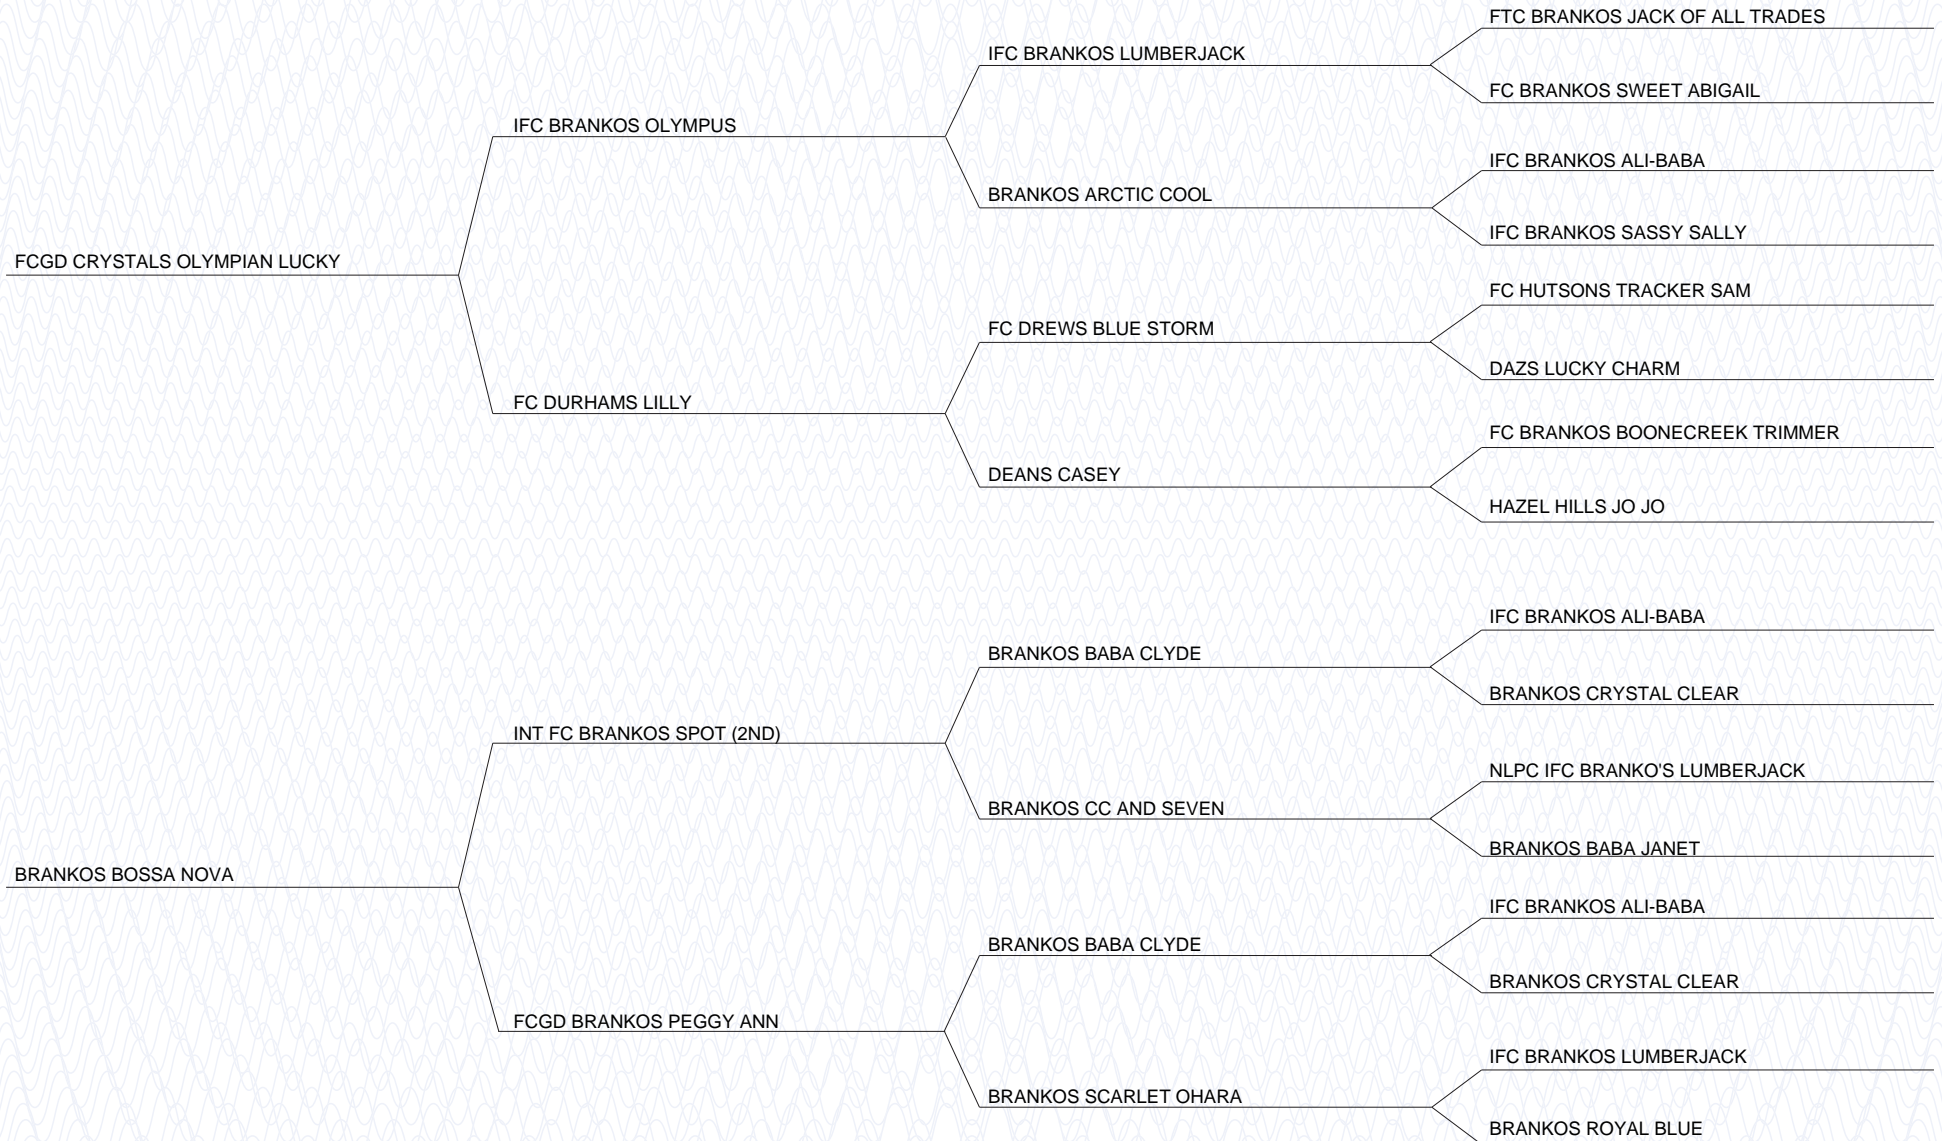 FTC BRANKOS JACK OF ALL TRADES
IFC BRANKOS LUMBERJACK
FC BRANKOS SWEET ABIGAIL
IFC BRANKOS OLYMPUS
IFC BRANKOS ALI-BABA
BRANKOS ARCTIC COOL
IFC BRANKOS SASSY SALLY
FCGD CRYSTALS OLYMPIAN LUCKY
FC HUTSONS TRACKER SAM
FC DREWS BLUE STORM
DAZS LUCKY CHARM
FC DURHAMS LILLY
FC BRANKOS BOONECREEK TRIMMER
DEANS CASEY
HAZEL HILLS JO JO
IFC BRANKOS ALI-BABA
BRANKOS BABA CLYDE
BRANKOS CRYSTAL CLEAR
INT FC BRANKOS SPOT (2ND)
NLPC IFC BRANKO'S LUMBERJACK
BRANKOS CC AND SEVEN
BRANKOS BABA JANET
BRANKOS BOSSA NOVA
IFC BRANKOS ALI-BABA
BRANKOS BABA CLYDE
BRANKOS CRYSTAL CLEAR
FCGD BRANKOS PEGGY ANN
IFC BRANKOS LUMBERJACK
BRANKOS SCARLET OHARA
BRANKOS ROYAL BLUE